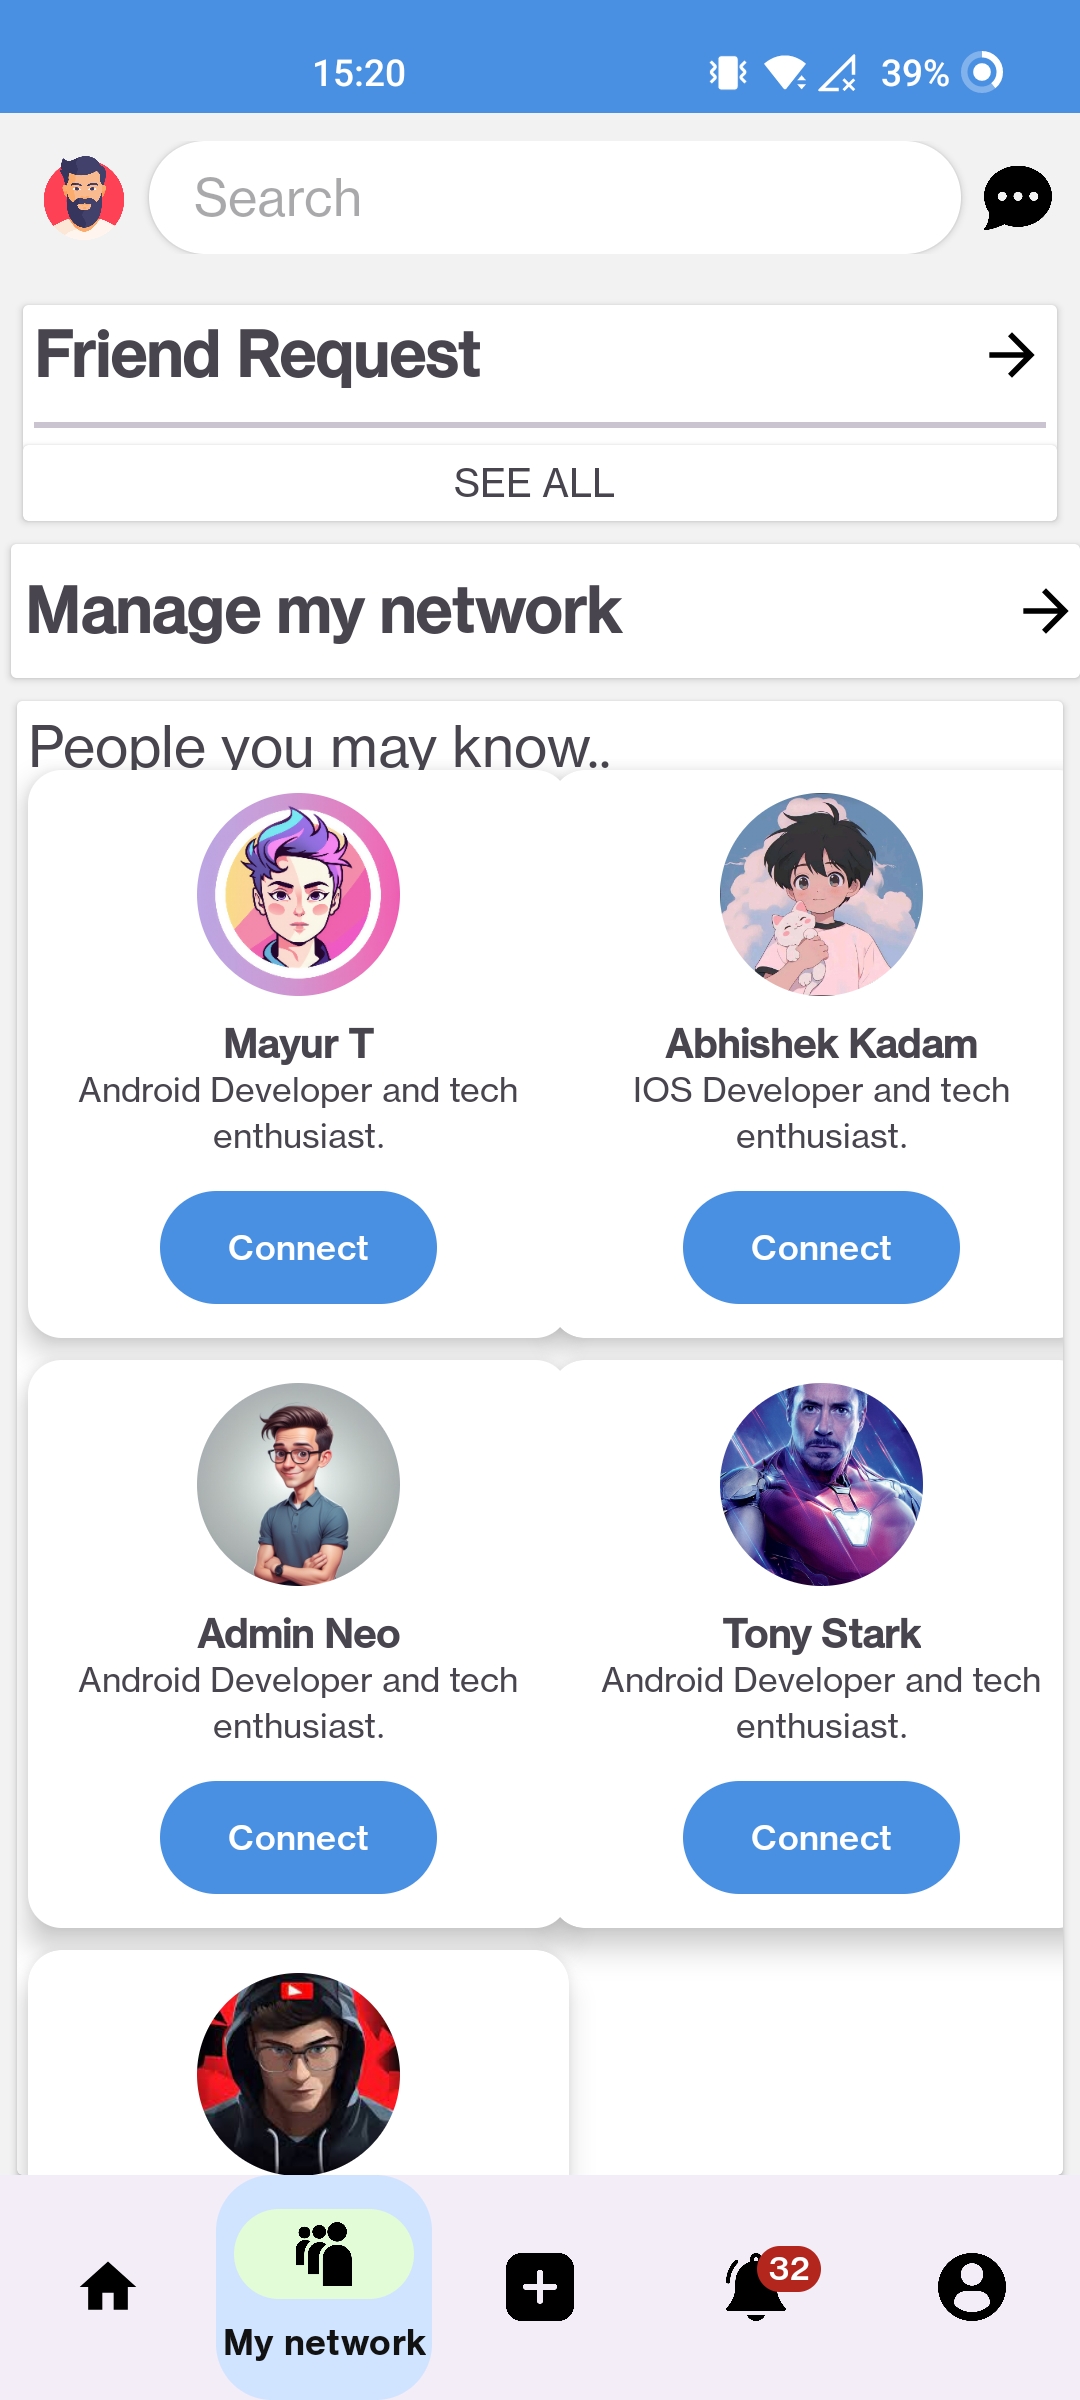 15:20
39%
Search
Friend Request
SEE ALL
Manage my network
People you may know..
Mayur T
Android Developer and tech
enthusiast.
Connect
Abhishek Kadam
IOS Developer and tech
enthusiast.
Connect
Admin Neo
Android Developer and tech
enthusiast.
Connect
Tony Stark
Android Developer and tech
enthusiast.
Connect
My network
32